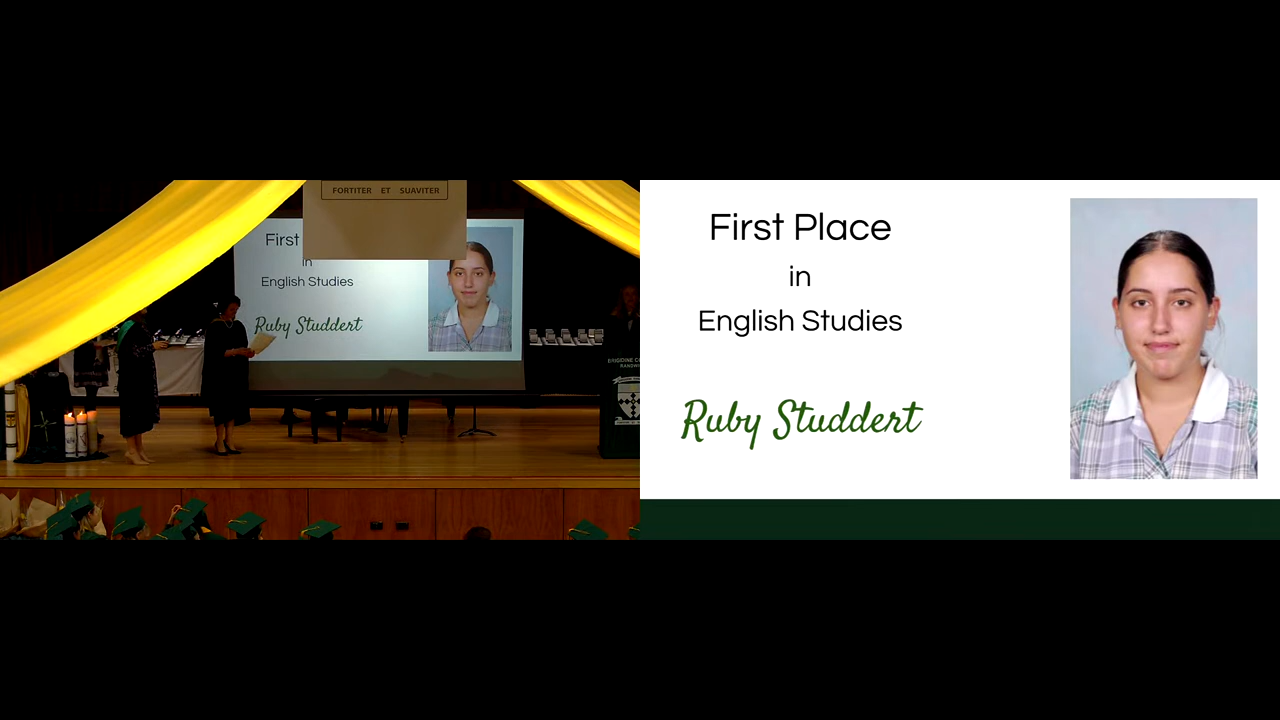 FORTITER ET SUAVITER
First
in
English Studies
Ruby Studdert
First Place
in
English Studies
Ruby Studdert